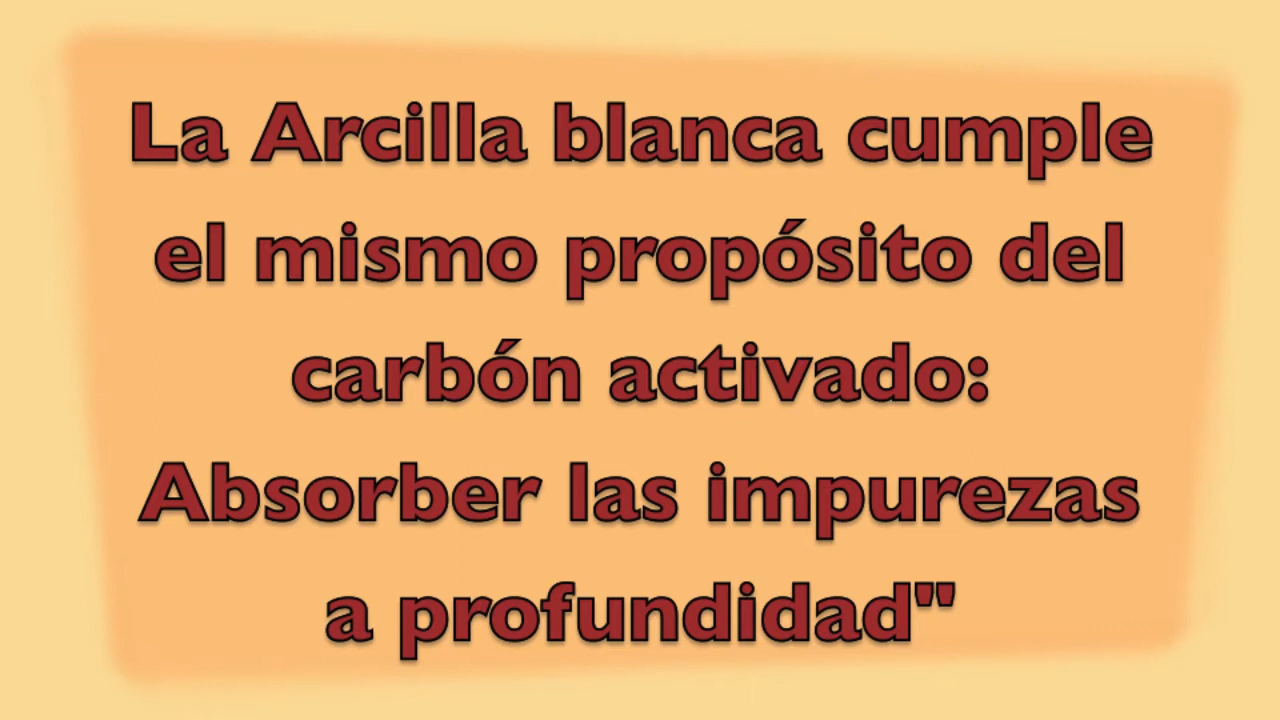 La Arcilla blanca cumple
el mismo propósito del
carbón activado:
Absorber las impurezas
a profundidad"